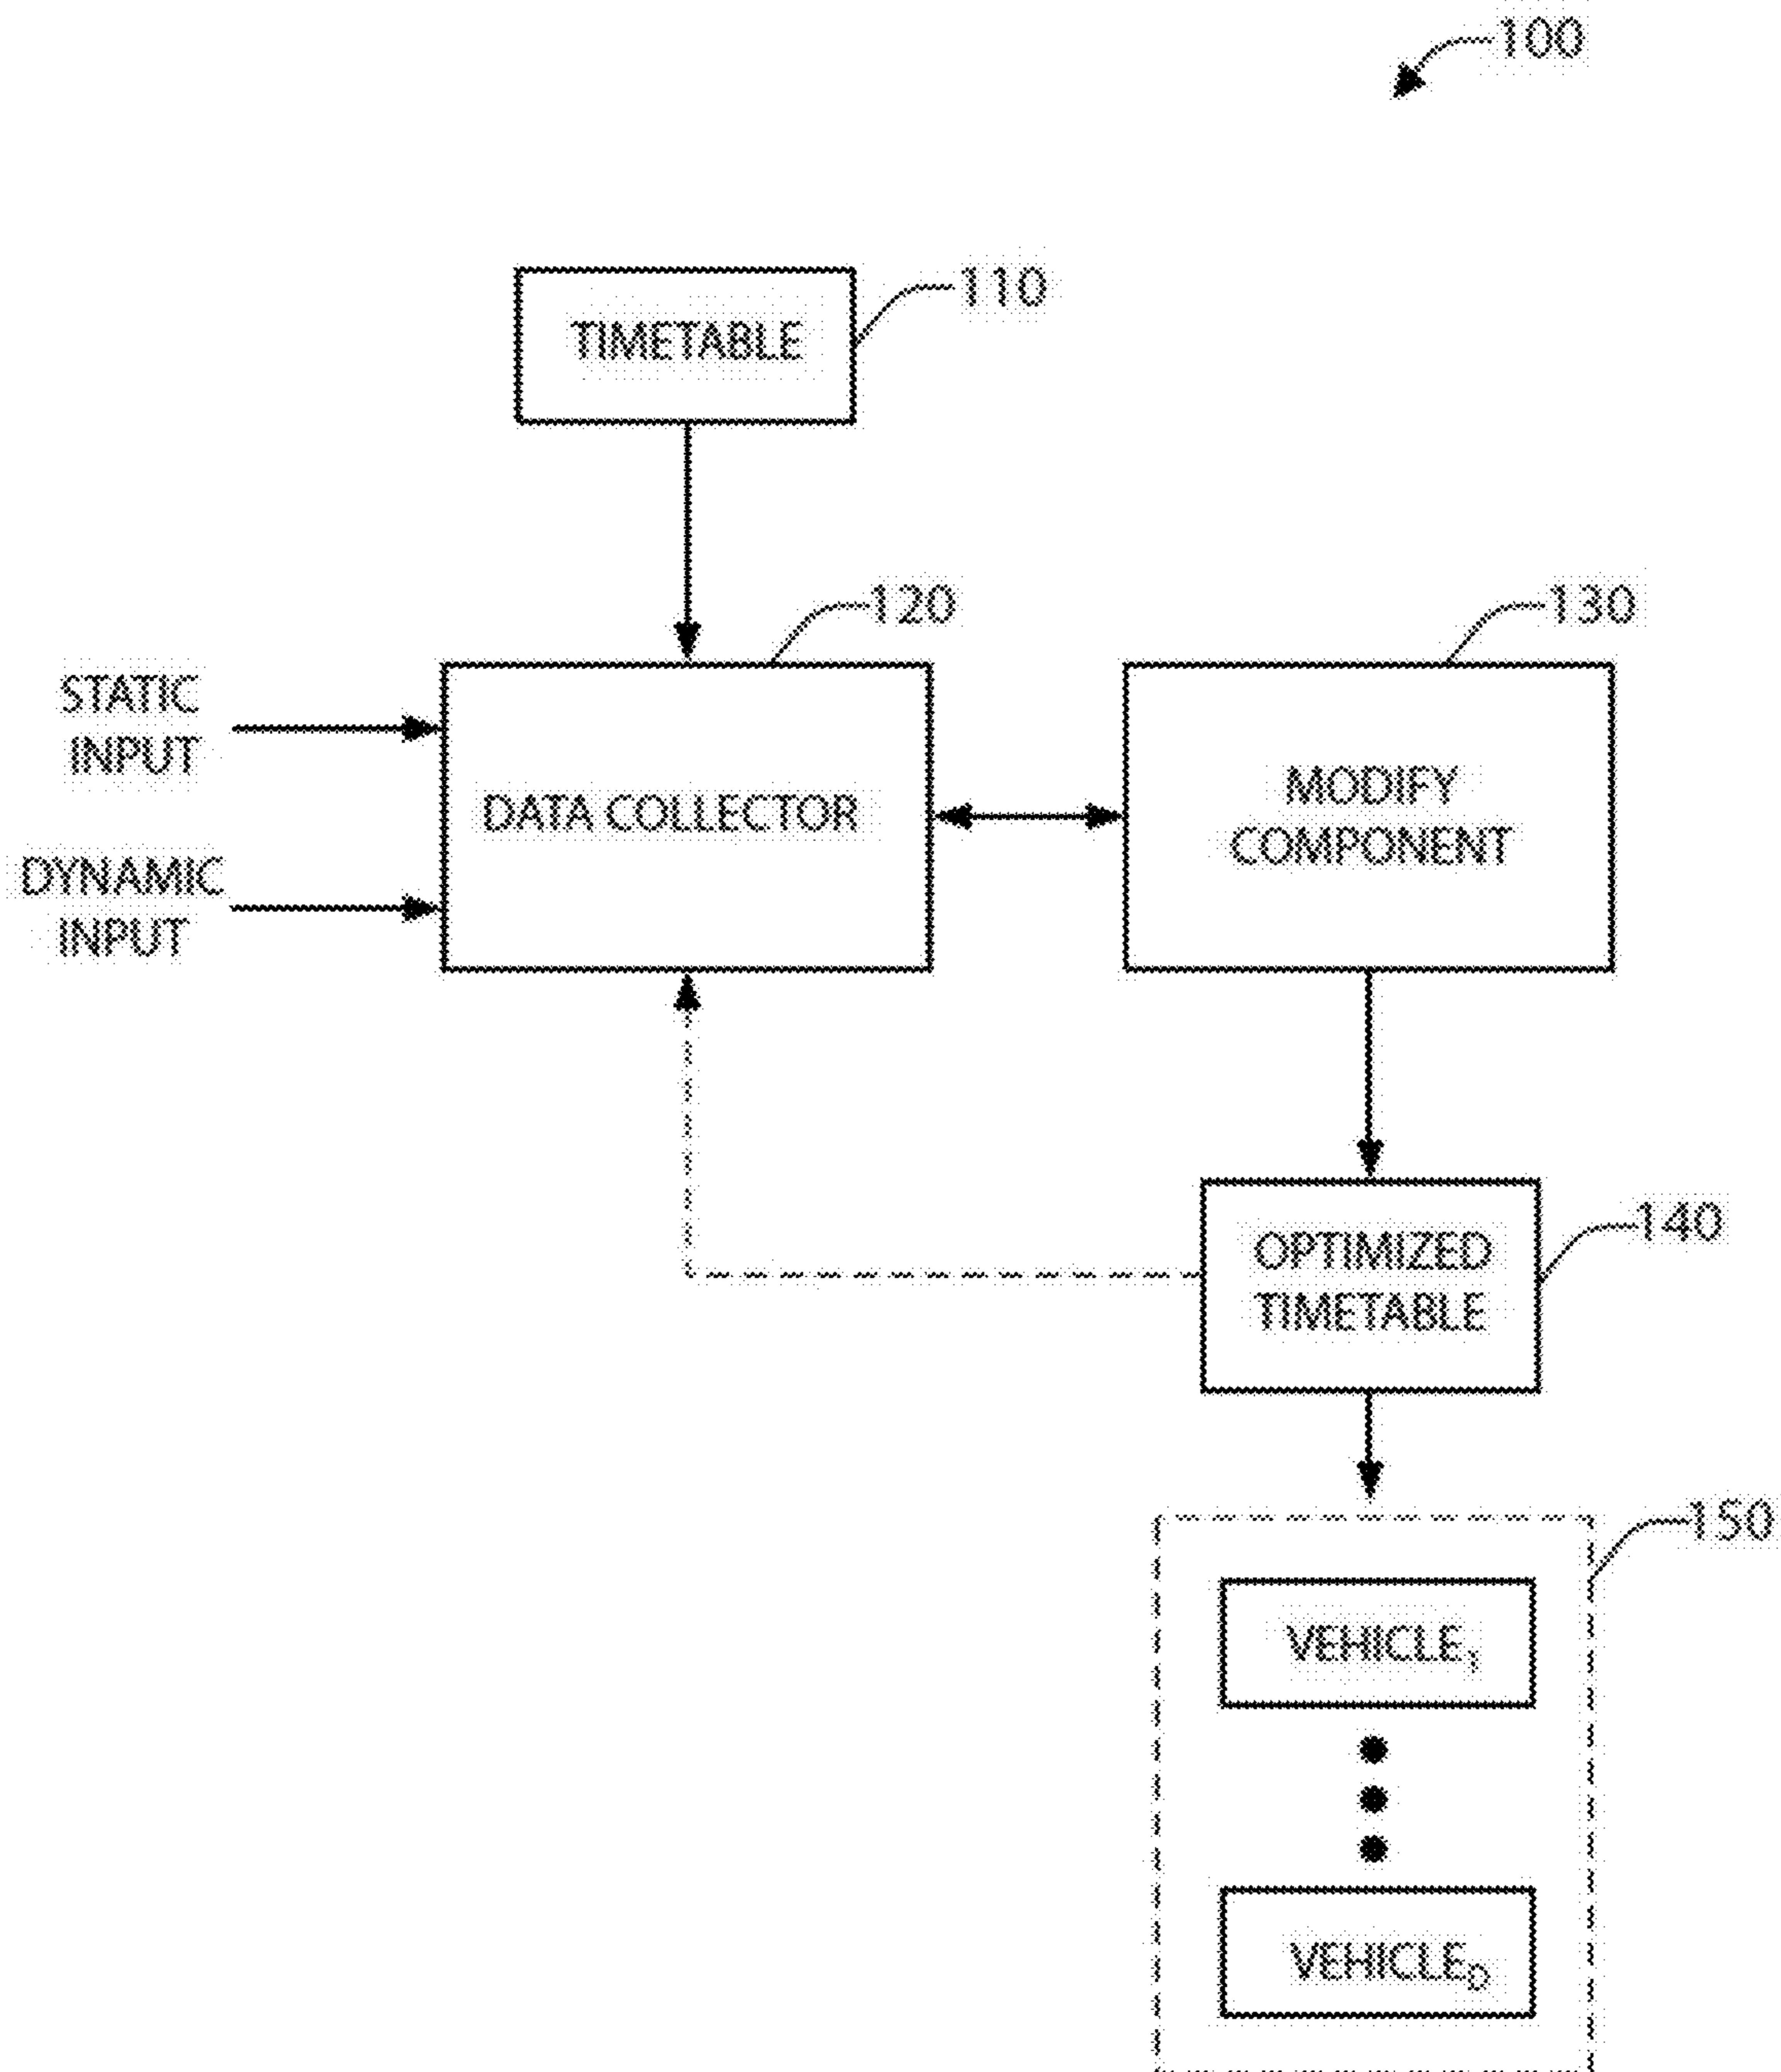 100
TIMETABLE
110
120
130
STATIC
INPUT
DATA COLLECTOR
MODIFY
COMPONENT
DYNAMIC
INPUT
OPTIMIZED
TIMETABLE
140
150
VEHICLE1
VEHICLED